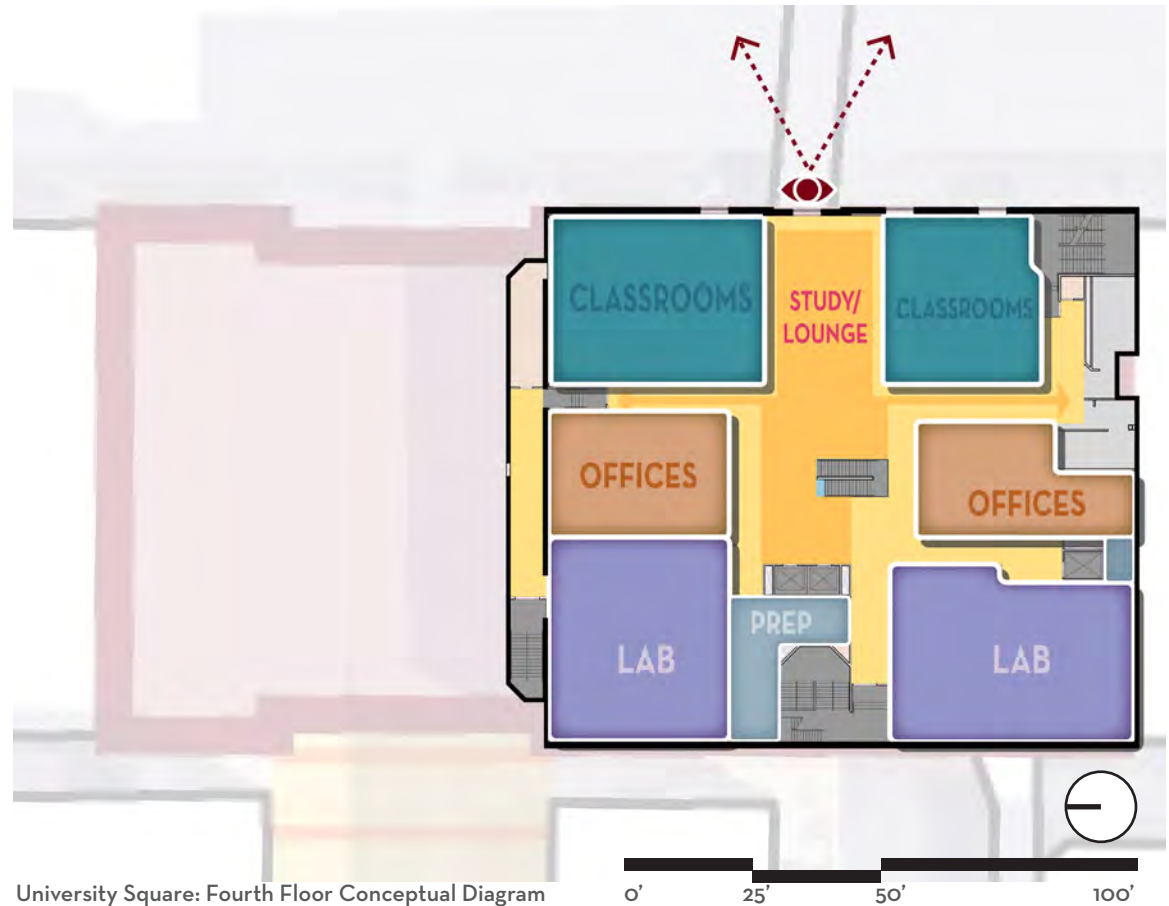 CLASSROOMS
STUDY/
LOUNGE
CLASSROOMS
OFFICES
OFFICES
LAB
PREP
LAB
University Square: Fourth Floor Conceptual Diagram
0' 25' 50' 100'